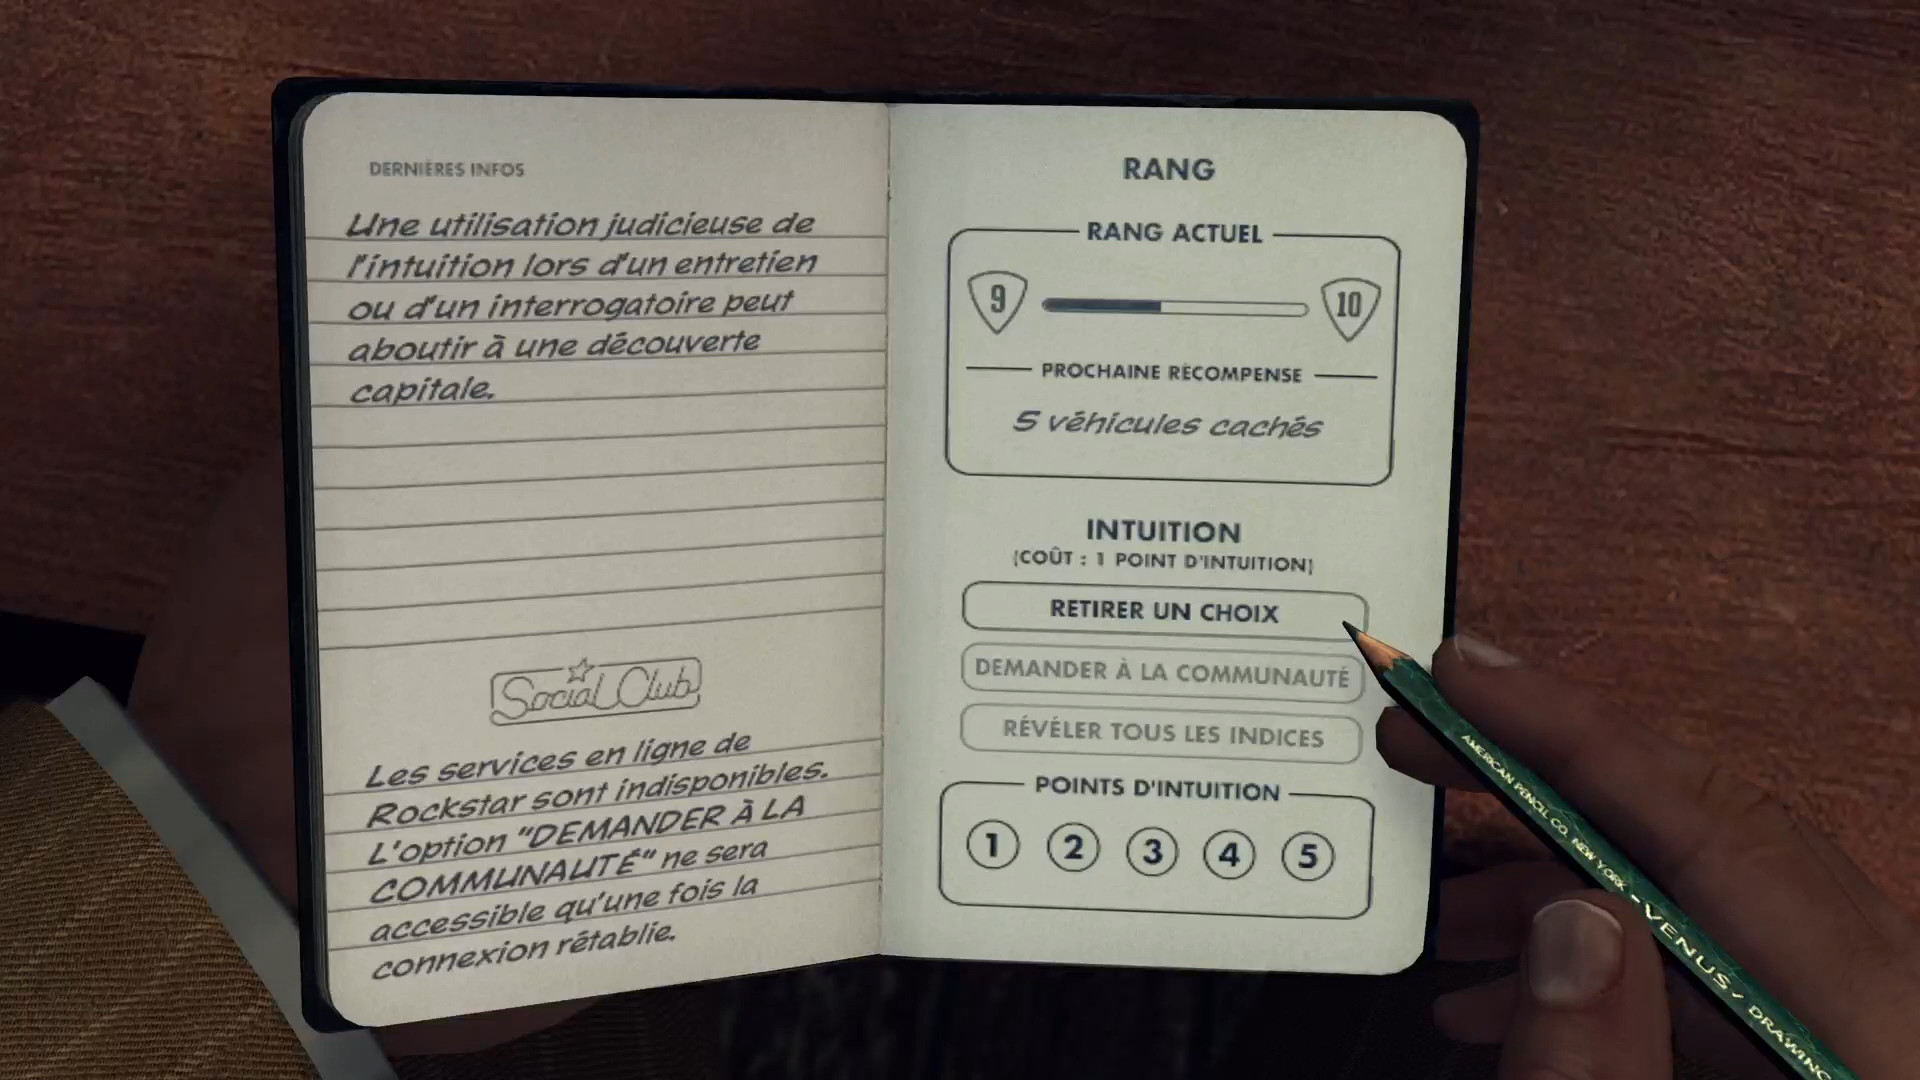 DERNIÈRES INFOS
Une utilisation judicieuse de
l'intuition lors d'un entretien
ou d'un interrogatoire peut
aboutir à une découverte
capitale.
Social Club
Les services en ligne de
Rockstar sont indisponibles.
L'option "DEMANDER À LA
COMMUNAUTÉ" ne sera
accessible qu'une fois la
connexion rétablie.
RANG
RANG ACTUEL
9 10
PROCHAINE RÉCOMPENSE
5 véhicules cachés
INTUITION
(COÛT : 1 POINT D'INTUITION)
RETIRER UN CHOIX
DEMANDER À LA COMMUNAUTÉ
RÉVÉLER TOUS LES INDICES
POINTS D'INTUITION
1 2 3 4 5
AMERICAN PENCIL CO. NEW YORK - VENUS / DRAWING